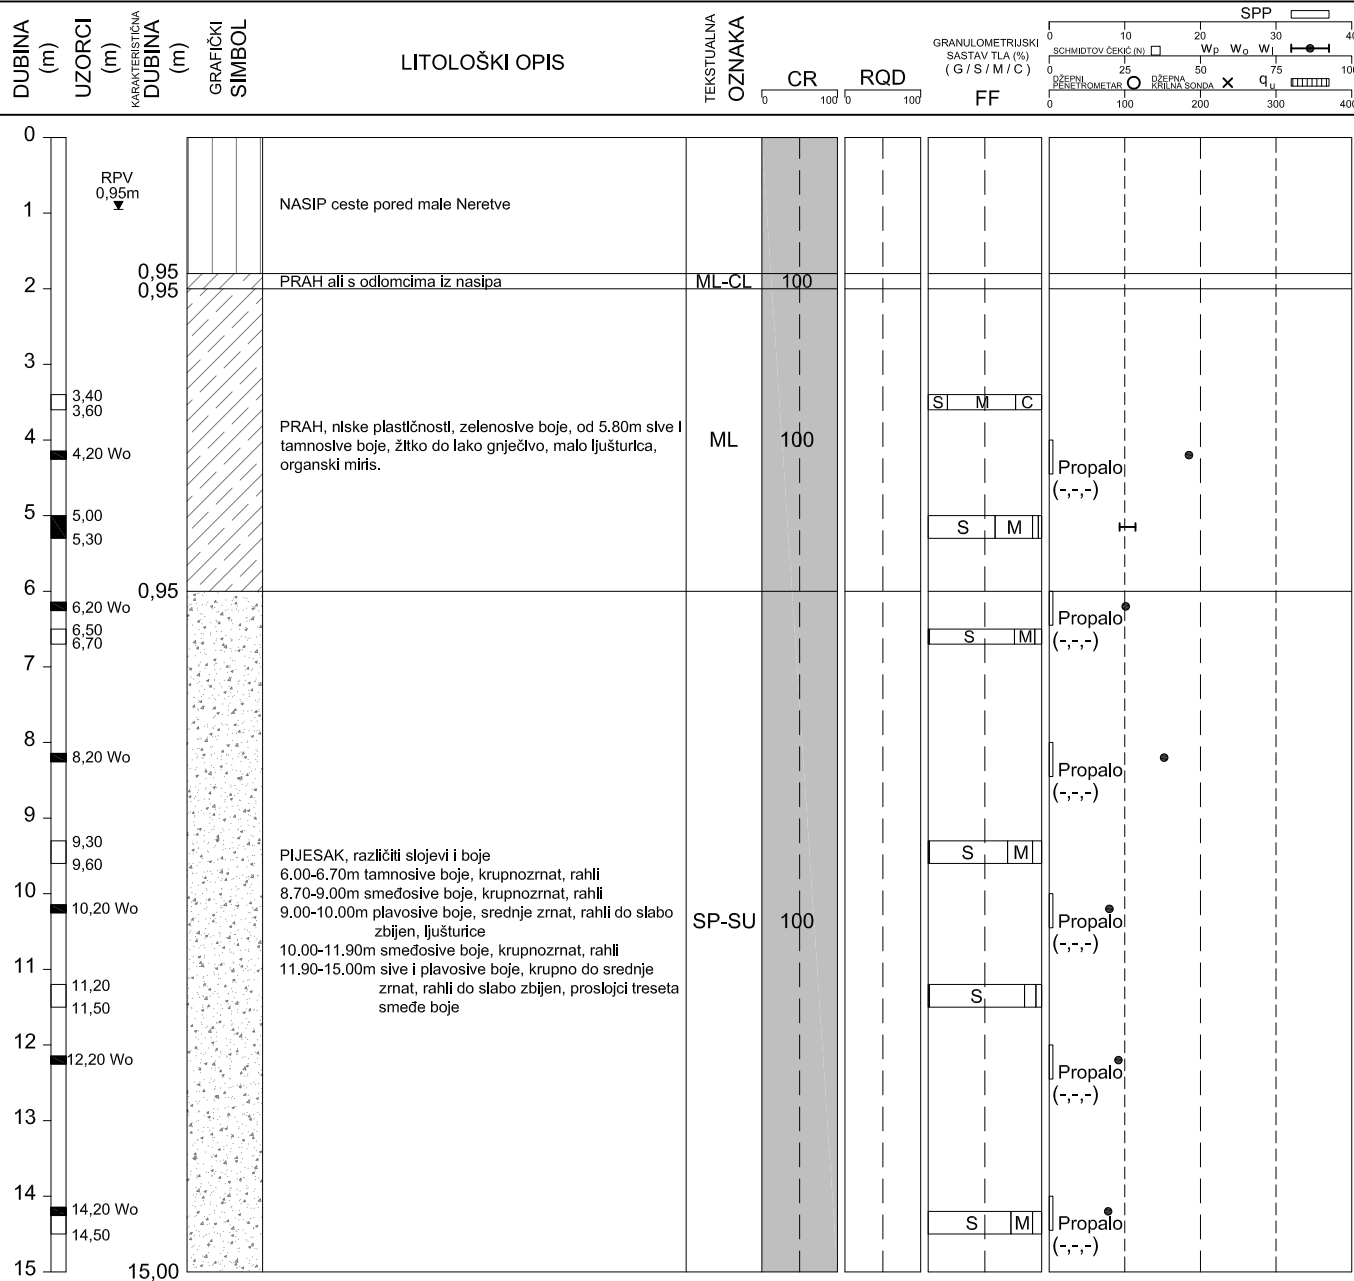 DUBINA
(m)
UZORCI
(m)
KARAKTERISTIČNA
DUBINA
(m)
GRAFIČKI
SIMBOL
LITOLOŠKI OPIS
TEKSTUALNA
OZNAKA
CR
0 100
RQD
0 100
GRANULOMETRIJSKI
SASTAV TLA (%)
( G / S / M / C )
FF
SPP
0 10 20 30 40
SCHMIDTOV ČEKIĆ (N) Wp Wo Wl
0 25 50 75 100
DŽEPNI
PENETROMETAR
DŽEPNA
KRILNA SONDA
qu
0 100 200 300 400
0
RPV
0,95m
NASIP ceste pored male Neretve
1
0,95
PRAH ali s odlomcima iz nasipa ML-CL 100
2
0,95
3
3,40
3,60
S M C
PRAH, niske plastičnosti, zelenosive boje, od 5.80m sive i
tamnosive boje, žitko do lako gnječivo, malo ljušturica,
organski miris.
ML 100
4
4,20 Wo
Propalo
(-,-,-)
5
5,00
5,30
S M
6
0,95
6,20 Wo
Propalo
(-,-,-)
6,50
6,70
S M
7
8
8,20 Wo
Propalo
(-,-,-)
9
9,30
9,60
S M
PIJESAK, različiti slojevi i boje
6.00-6.70m tamnosive boje, krupnozrnat, rahli
8.70-9.00m smeđosive boje, krupnozrnat, rahli
9.00-10.00m plavosive boje, srednje zrnat, rahli do slabo
zbijen, ljušturice
10.00-11.90m smeđosive boje, krupnozrnat, rahli
11.90-15.00m sive i plavosive boje, krupno do srednje
zrnat, rahli do slabo zbijen, proslojci treseta
smeđe boje
SP-SU 100
10
10,20 Wo
Propalo
(-,-,-)
11
11,20
11,50
S
12
12,20 Wo
Propalo
(-,-,-)
13
14
14,20 Wo
14,50
S M
Propalo
(-,-,-)
15
15,00